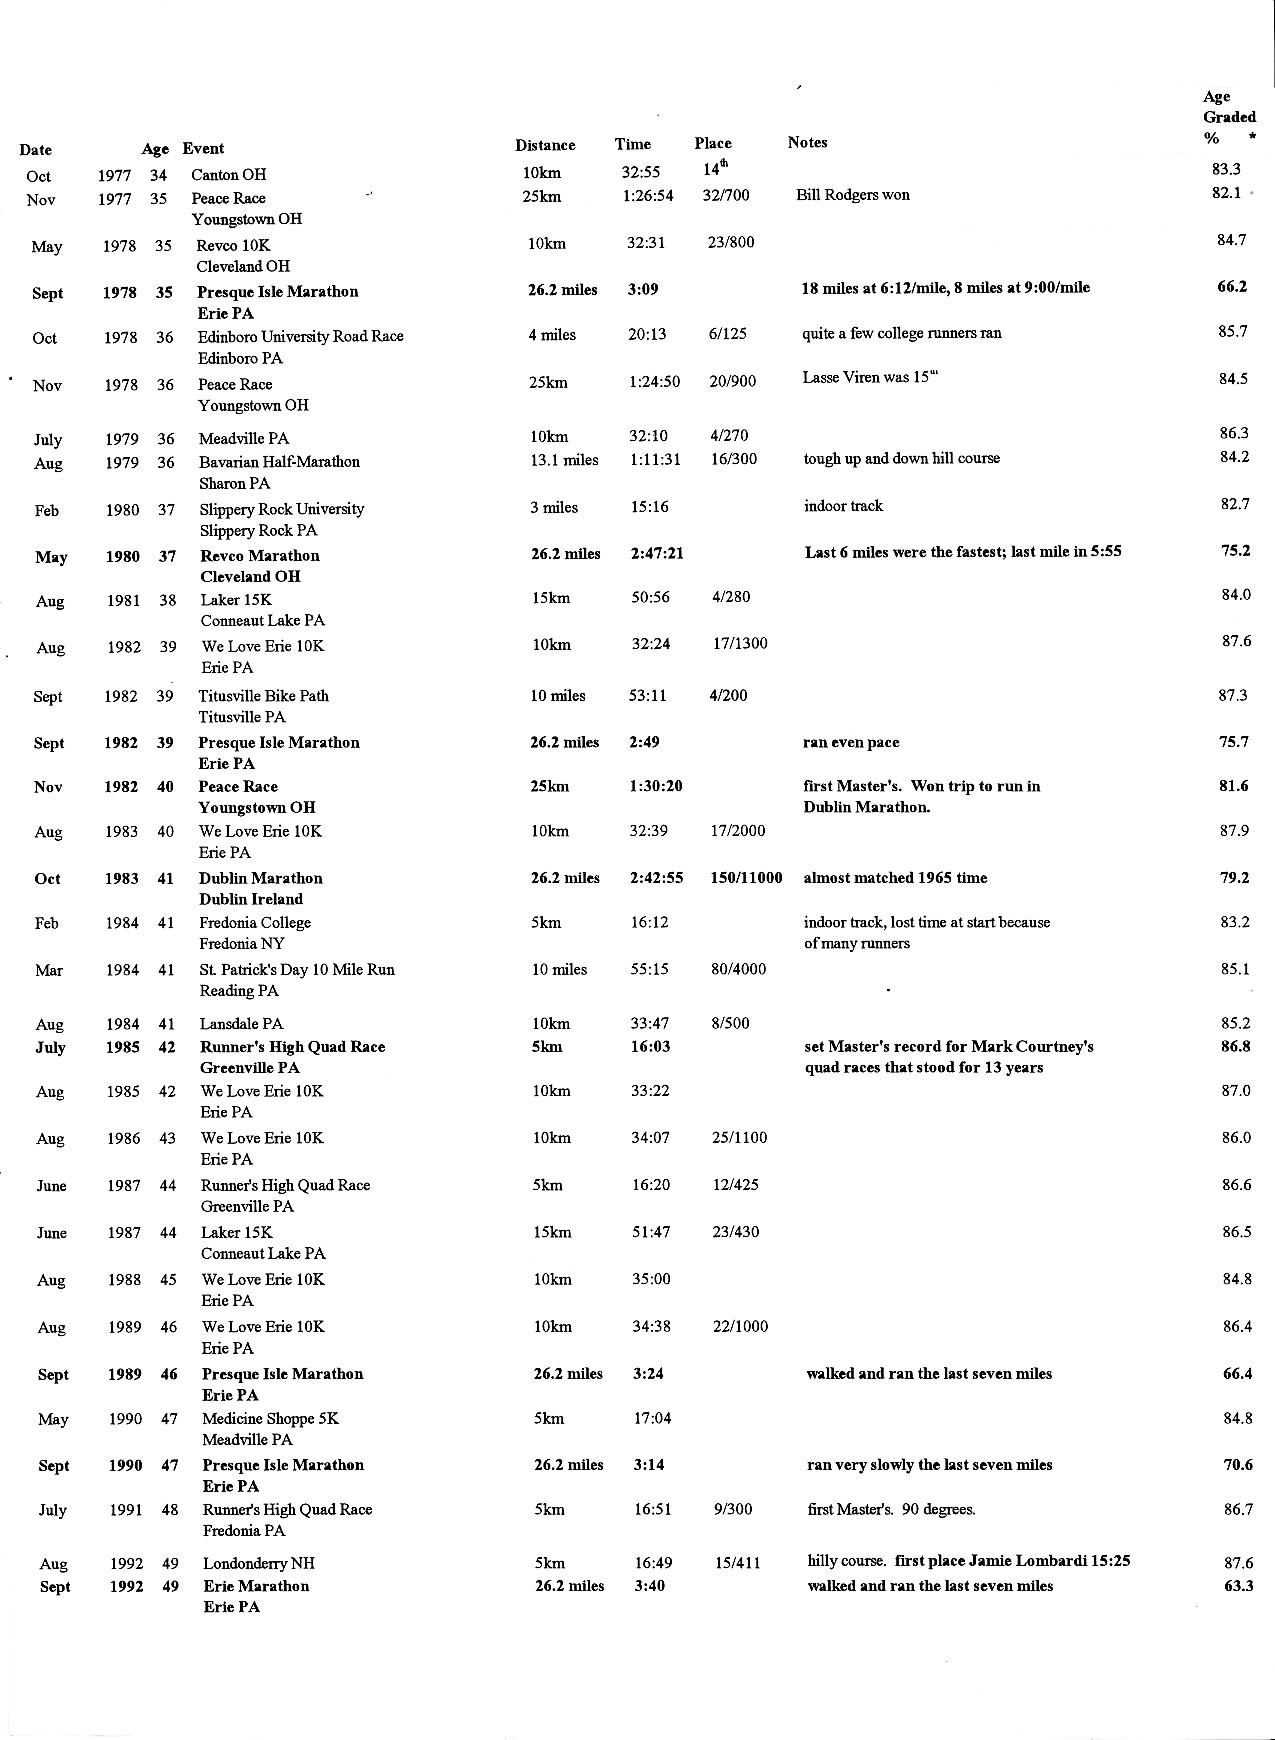 Age
Graded
Date Age Event Distance Time Place Notes % *
Oct 1977 34 Canton OH 10km 32:55 14th 83.3
Nov 1977 35 Peace Race 25km 1:26:54 32/700 Bill Rodgers won 82.1
Youngstown OH
May 1978 35 Revco 10K 10km 32:31 23/800 84.7
Cleveland OH
Sept 1978 35 Presque Isle Marathon 26.2 miles 3:09 18 miles at 6:12/mile, 8 miles at 9:00/mile 66.2
Erie PA
Oct 1978 36 Edinboro University Road Race 4 miles 20:13 6/125 quite a few college runners ran 85.7
Edinboro PA
Nov 1978 36 Peace Race 25km 1:24:50 20/900 Lasse Viren was 15th 84.5
Youngstown OH
July 1979 36 Meadville PA 10km 32:10 4/270 86.3
Aug 1979 36 Bavarian Half-Marathon 13.1 miles 1:11:31 16/300 tough up and down hill course 84.2
Sharon PA
Feb 1980 37 Slippery Rock University 3 miles 15:16 indoor track 82.7
Slippery Rock PA
May 1980 37 Revco Marathon 26.2 miles 2:47:21 Last 6 miles were the fastest; last mile in 5:55 75.2
Cleveland OH
Aug 1981 38 Laker 15K 15km 50:56 4/280 84.0
Conneaut Lake PA
Aug 1982 39 We Love Erie 10K 10km 32:24 17/1300 87.6
Erie PA
Sept 1982 39 Titusville Bike Path 10 miles 53:11 4/200 87.3
Titusville PA
Sept 1982 39 Presque Isle Marathon 26.2 miles 2:49 ran even pace 75.7
Erie PA
Nov 1982 40 Peace Race 25km 1:30:20 first Master's. Won trip to run in 81.6
Youngstown OH Dublin Marathon.
Aug 1983 40 We Love Erie 10K 10km 32:39 17/2000 87.9
Erie PA
Oct 1983 41 Dublin Marathon 26.2 miles 2:42:55 150/11000 almost matched 1965 time 79.2
Dublin Ireland
Feb 1984 41 Fredonia College 5km 16:12 indoor track, lost time at start because 83.2
Fredonia NY of many runners
Mar 1984 41 St. Patrick's Day 10 Mile Run 10 miles 55:15 80/4000 85.1
Reading PA
Aug 1984 41 Lansdale PA 10km 33:47 8/500 85.2
July 1985 42 Runner's High Quad Race 5km 16:03 set Master's record for Mark Courtney's 86.8
Greenville PA quad races that stood for 13 years
Aug 1985 42 We Love Erie 10K 10km 33:22 87.0
Erie PA
Aug 1986 43 We Love Erie 10K 10km 34:07 25/1100 86.0
Erie PA
June 1987 44 Runner's High Quad Race 5km 16:20 12/425 86.6
Greenville PA
June 1987 44 Laker 15K 15km 51:47 23/430 86.5
Conneaut Lake PA
Aug 1988 45 We Love Erie 10K 10km 35:00 84.8
Erie PA
Aug 1989 46 We Love Erie 10K 10km 34:38 22/1000 86.4
Erie PA
Sept 1989 46 Presque Isle Marathon 26.2 miles 3:24 walked and ran the last seven miles 66.4
Erie PA
May 1990 47 Medicine Shoppe 5K 5km 17:04 84.8
Meadville PA
Sept 1990 47 Presque Isle Marathon 26.2 miles 3:14 ran very slowly the last seven miles 70.6
Erie PA
July 1991 48 Runner's High Quad Race 5km 16:51 9/300 first Master's. 90 degrees. 86.7
Fredonia PA
Aug 1992 49 Londonderry NH 5km 16:49 15/411 hilly course. first place Jamie Lombardi 15:25 87.6
Sept 1992 49 Erie Marathon 26.2 miles 3:40 walked and ran the last seven miles 63.3
Erie PA